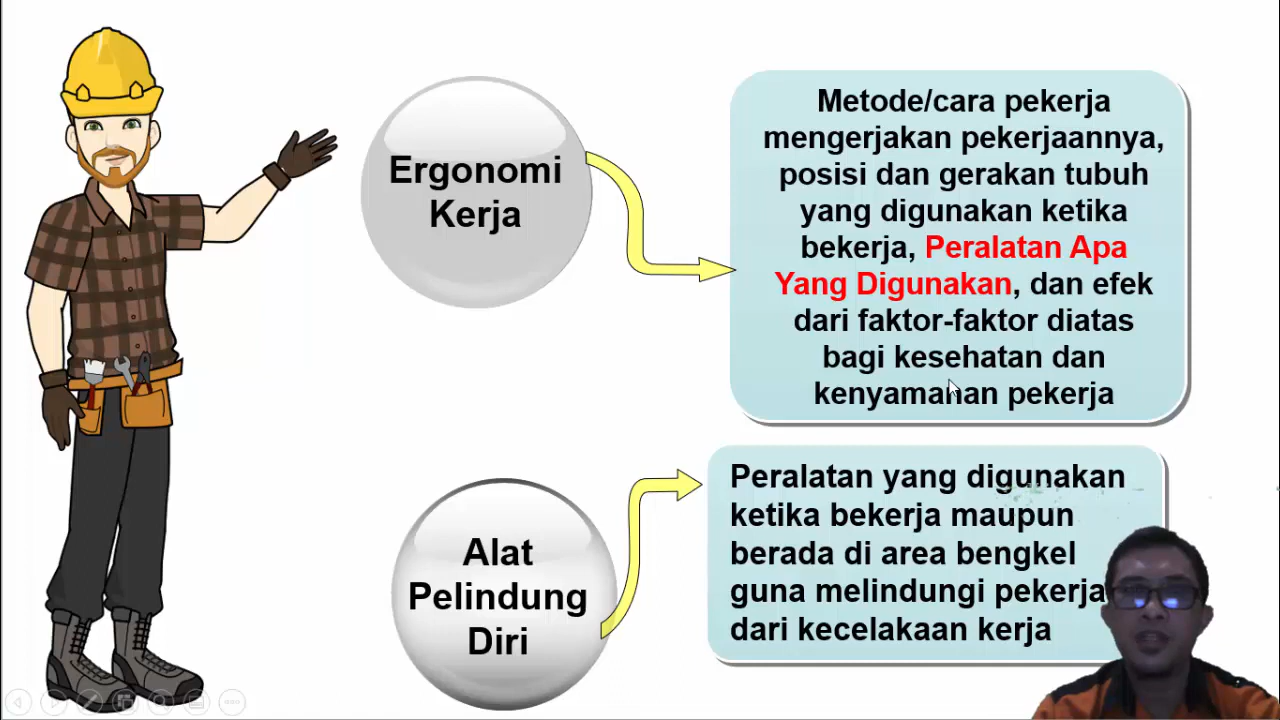 Ergonomi
Kerja
Metode/cara pekerja
mengerjakan pekerjaannya,
posisi dan gerakan tubuh
yang digunakan ketika
bekerja, Peralatan Apa
Yang Digunakan, dan efek
dari faktor-faktor diatas
bagi kesehatan dan
kenyamanan pekerja
Alat
Pelindung
Diri
Peralatan yang digunakan
ketika bekerja maupun
berada di area bengkel
guna melindungi pekerja
dari kecelakaan kerja